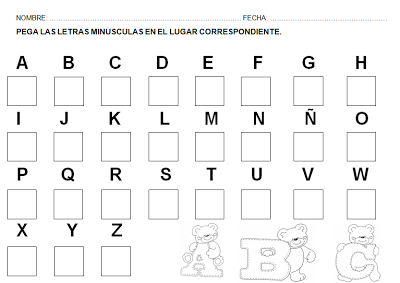 NOMBRE: FECHA:
PEGA LAS LETRAS MINUSCULAS EN EL LUGAR CORRESPONDIENTE.
A B C D E F G H
I J K L M N Ñ O
P Q R S T U V W
X Y Z
A B C